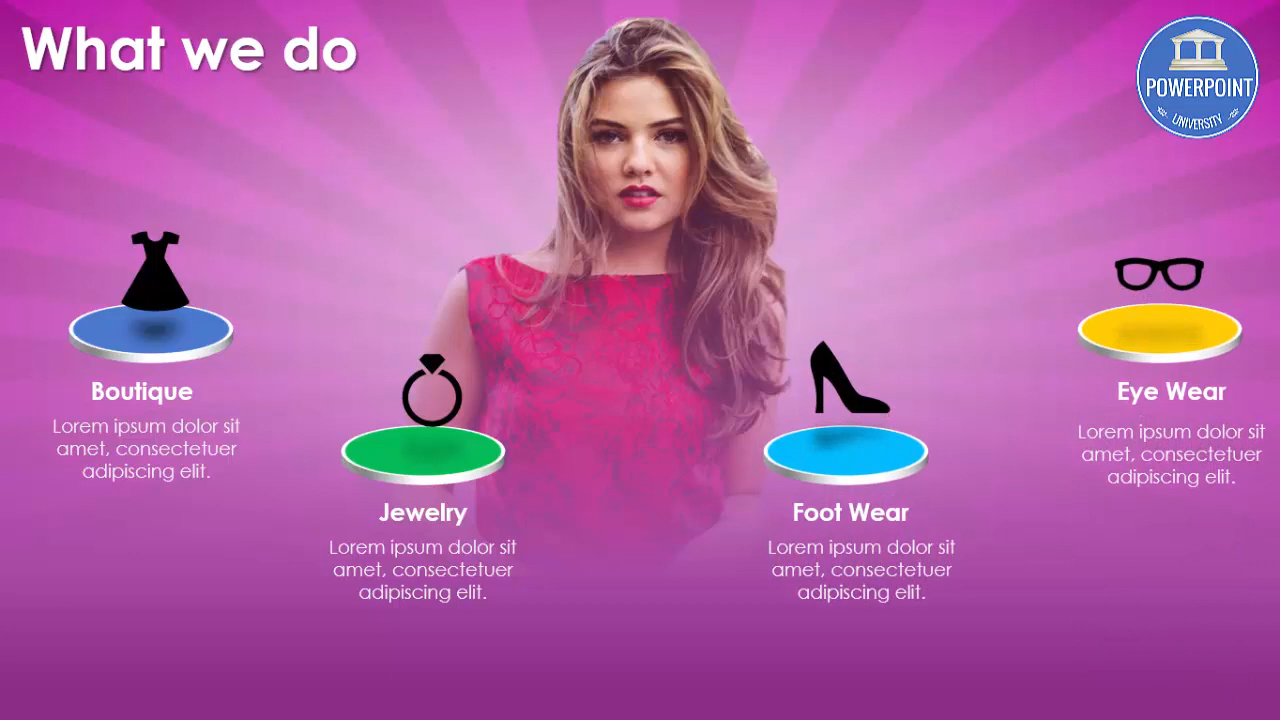 What we do
POWERPOINT
UNIVERSITY
Boutique
Lorem ipsum dolor sit
amet, consectetuer
adipiscing elit.
Jewelry
Lorem ipsum dolor sit
amet, consectetuer
adipiscing elit.
Foot Wear
Lorem ipsum dolor sit
amet, consectetuer
adipiscing elit.
Eye Wear
Lorem ipsum dolor sit
amet, consectetuer
adipiscing elit.